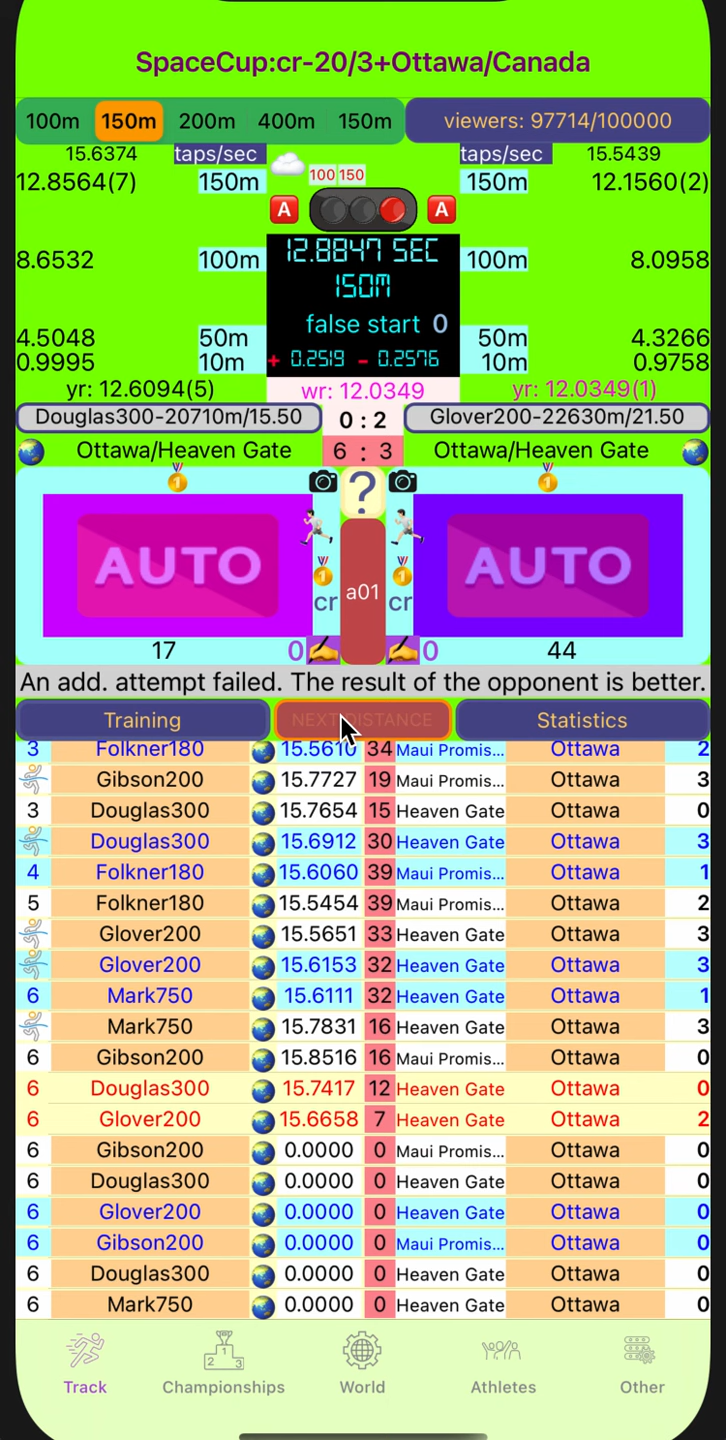 SpaceCup:cr-20/3+Ottawa/Canada
100m 150m 200m 400m 150m viewers: 97714/100000
15.6374 taps/sec taps/sec 15.5439
100 150
12.8564(7) 150m 150m 12.1560(2)
A A
12.8847 SEC
8.6532 100m 100m 8.0958
150M
false start 0
4.5048 50m 50m 4.3266
0.9995 10m + 0.2519 - 0.2576 10m 0.9758
yr: 12.6094(5) wr: 12.0349 yr: 12.0349(1)
Douglas300-20710m/15.50 0 : 2 Glover200-22630m/21.50
Ottawa/Heaven Gate 6 : 3 Ottawa/Heaven Gate
1 ? 1
AUTO AUTO
1 1
cr a01 cr
17 0 0 44
An add. attempt failed. The result of the opponent is better.
Training NEXT DISTANCE Statistics
3 Folkner180 15.5610 34 Maui Promis... Ottawa 2
Gibson200 15.7727 19 Maui Promis... Ottawa 3
3 Douglas300 15.7654 15 Heaven Gate Ottawa 0
Douglas300 15.6912 30 Heaven Gate Ottawa 3
4 Folkner180 15.6060 39 Maui Promis... Ottawa 1
5 Folkner180 15.5454 39 Maui Promis... Ottawa 2
Glover200 15.5651 33 Heaven Gate Ottawa 3
Glover200 15.6153 32 Heaven Gate Ottawa 3
6 Mark750 15.6111 32 Heaven Gate Ottawa 1
Mark750 15.7831 16 Heaven Gate Ottawa 3
6 Gibson200 15.8516 16 Maui Promis... Ottawa 0
6 Douglas300 15.7417 12 Heaven Gate Ottawa 0
6 Glover200 15.6658 7 Heaven Gate Ottawa 2
6 Gibson200 0.0000 0 Maui Promis... Ottawa 0
6 Douglas300 0.0000 0 Heaven Gate Ottawa 0
6 Glover200 0.0000 0 Heaven Gate Ottawa 0
6 Gibson200 0.0000 0 Maui Promis... Ottawa 0
6 Douglas300 0.0000 0 Heaven Gate Ottawa 0
6 Mark750 0.0000 0 Heaven Gate Ottawa 0
1 2 3
Track Championships World Athletes Other